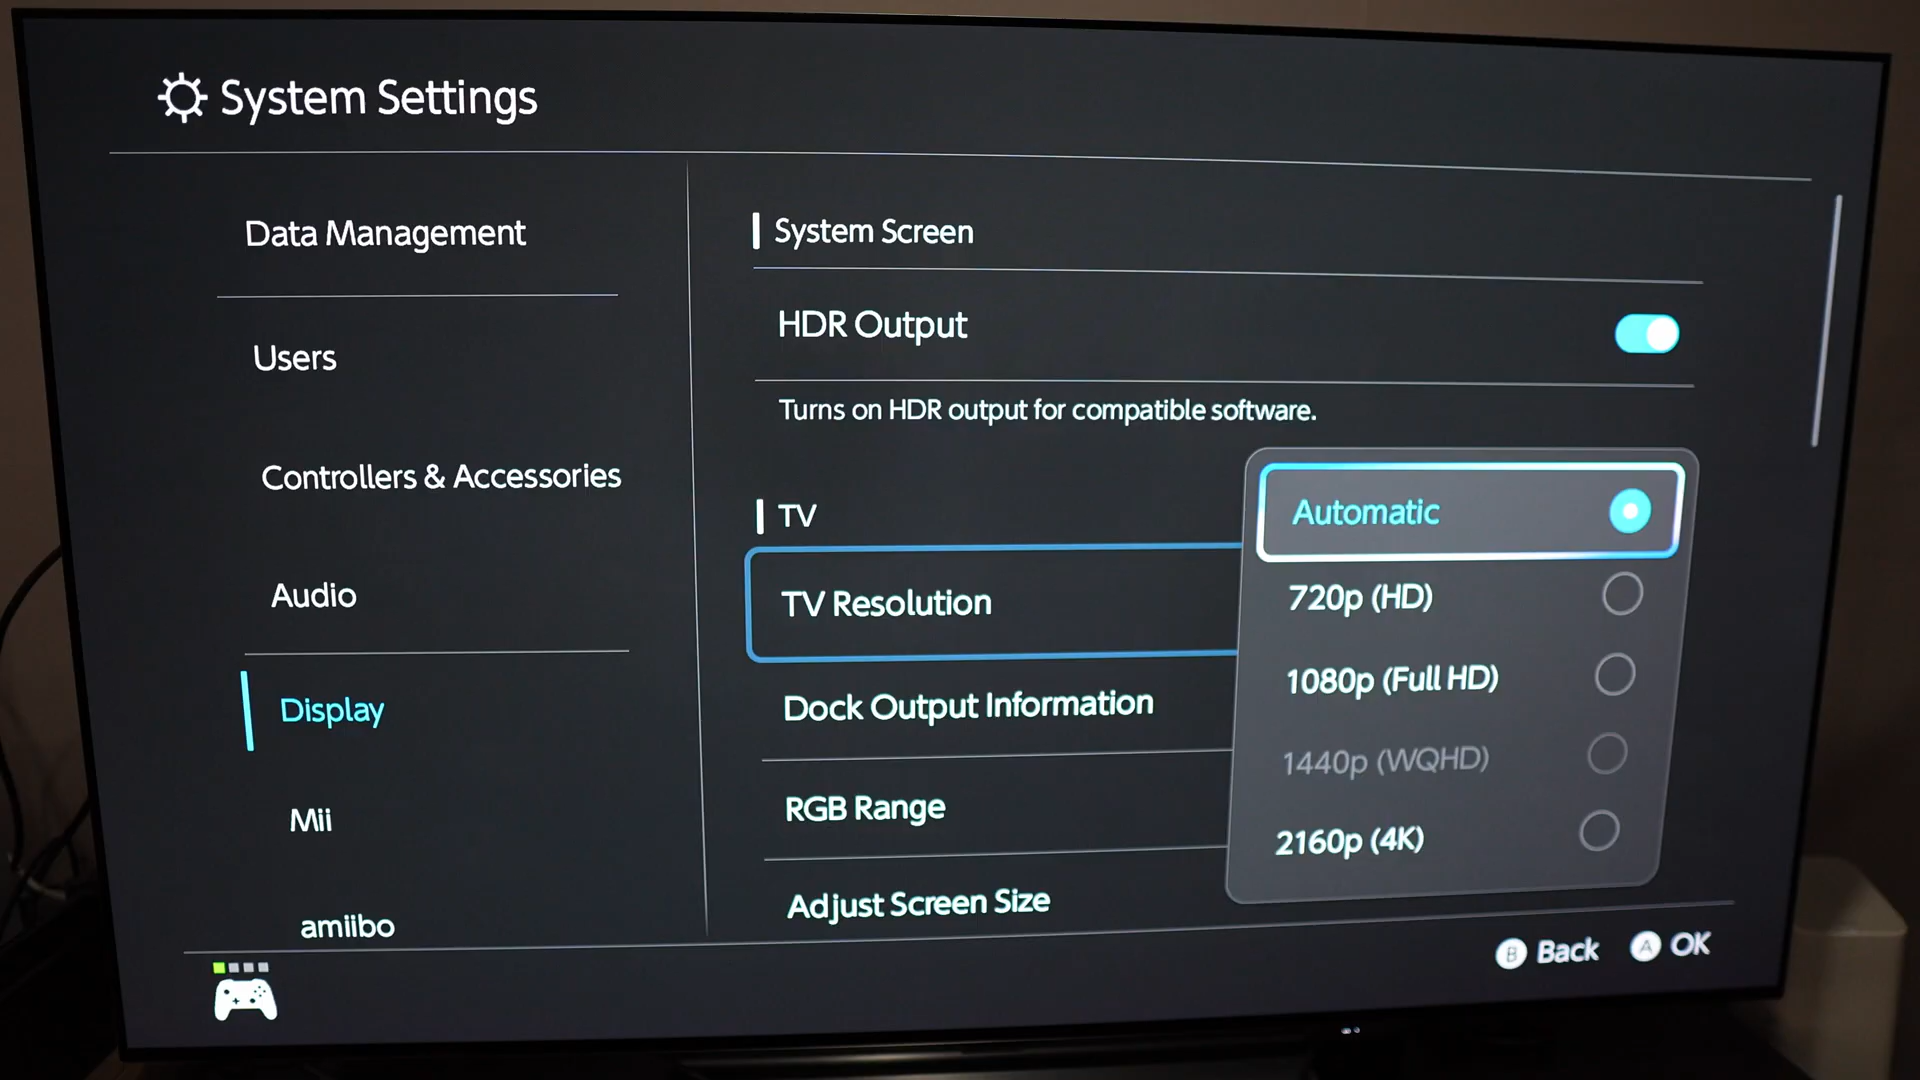 System Settings
Data Management
Users
Controllers & Accessories
Audio
Display
Mii
amiibo
System Screen
HDR Output
Turns on HDR output for compatible software.
TV
TV Resolution
Dock Output Information
RGB Range
Adjust Screen Size
Automatic
720p (HD)
1080p (Full HD)
1440p (WQHD)
2160p (4K)
B Back A OK